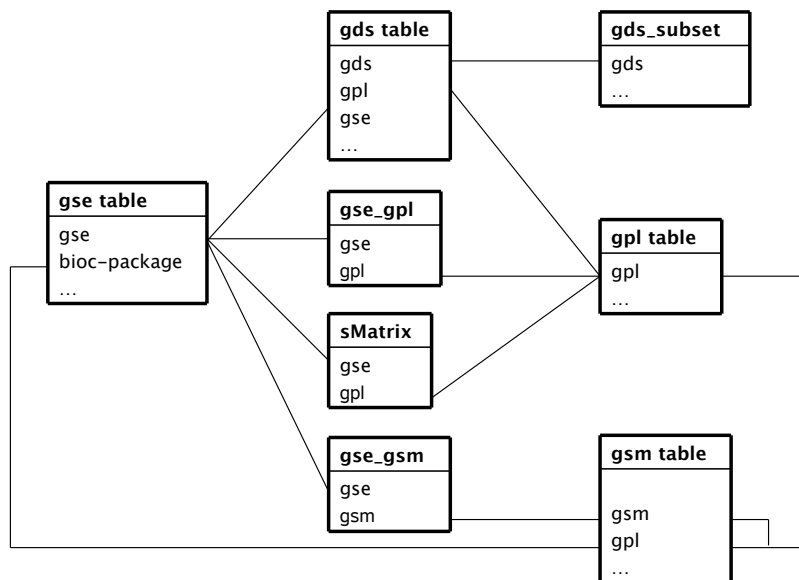 gds table
gds
gpl
gse
...
gds_subset
gds
...
gse table
gse
bioc-package
...
gse_gpl
gse
gpl
gpl table
gpl
...
sMatrix
gse
gpl
gse_gsm
gse
gsm
gsm table
gsm
gpl
...